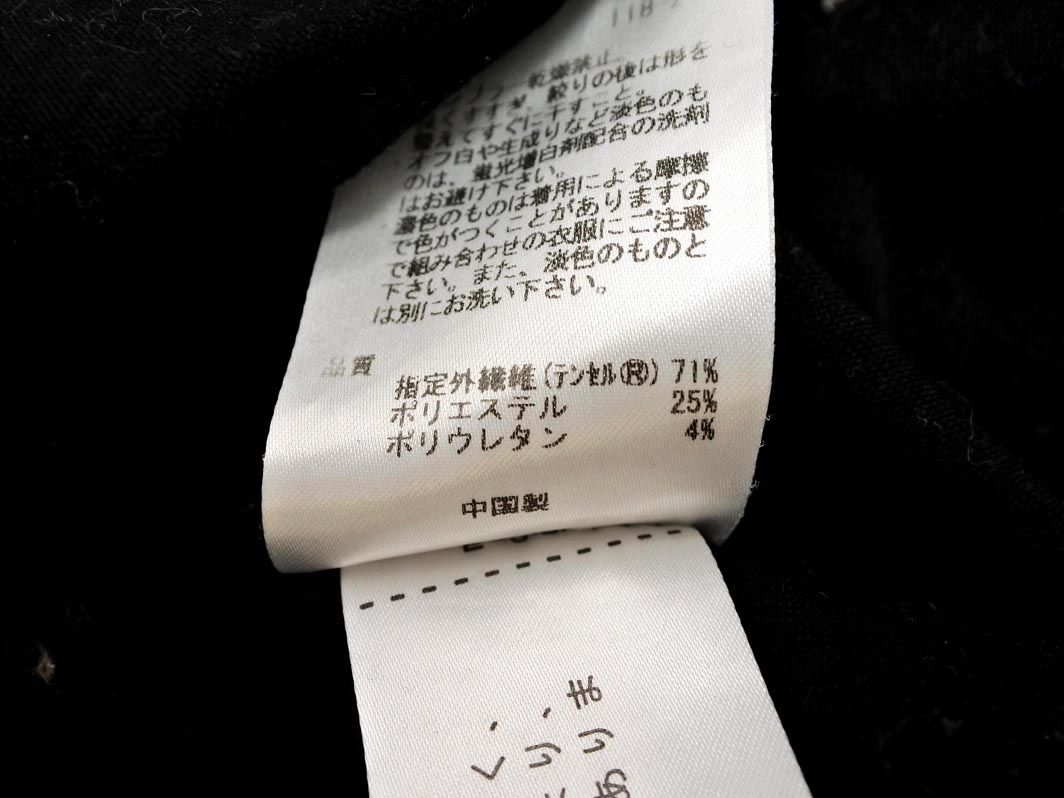 118-2
乾燥禁止
くすすぎ、絞りの後は形を
整えてすぐに干すこと。
オフ白や生成りなど淡色のも
のは、蛍光増白剤配合の洗剤
はお避け下さい。
濃色のものは着用による摩擦
で色がつくことがありますの
で組み合わせの衣服にご注意
下さい。また、淡色のものと
は別にお洗い下さい。
品質
指定外繊維(テンセル®) 71%
ポリエステル 25%
ポリウレタン 4%
中国製